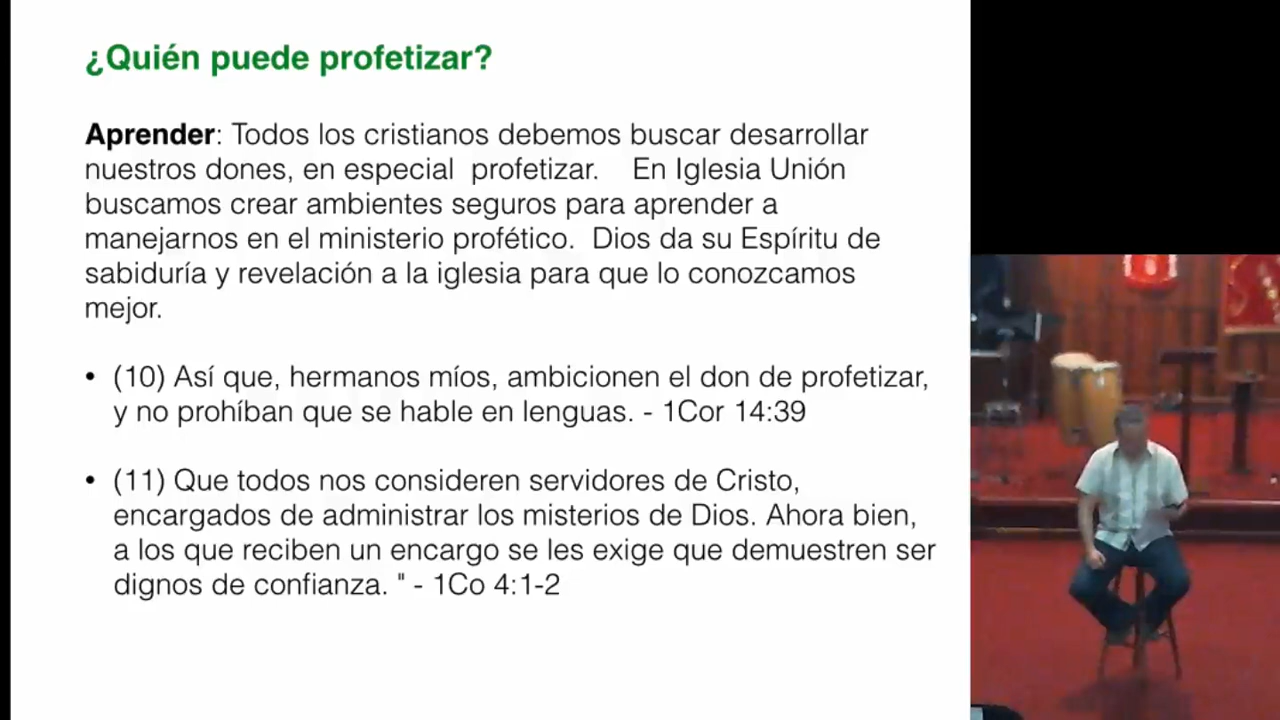 ¿Quién puede profetizar?
Aprender: Todos los cristianos debemos buscar desarrollar
nuestros dones, en especial profetizar. En Iglesia Unión
buscamos crear ambientes seguros para aprender a
manejarnos en el ministerio profético. Dios da su Espíritu de
sabiduría y revelación a la iglesia para que lo conozcamos
mejor.
• (10) Así que, hermanos míos, ambicionen el don de profetizar,
y no prohíban que se hable en lenguas. - 1Cor 14:39
• (11) Que todos nos consideren servidores de Cristo,
encargados de administrar los misterios de Dios. Ahora bien,
a los que reciben un encargo se les exige que demuestren ser
dignos de confianza. " - 1Co 4:1-2